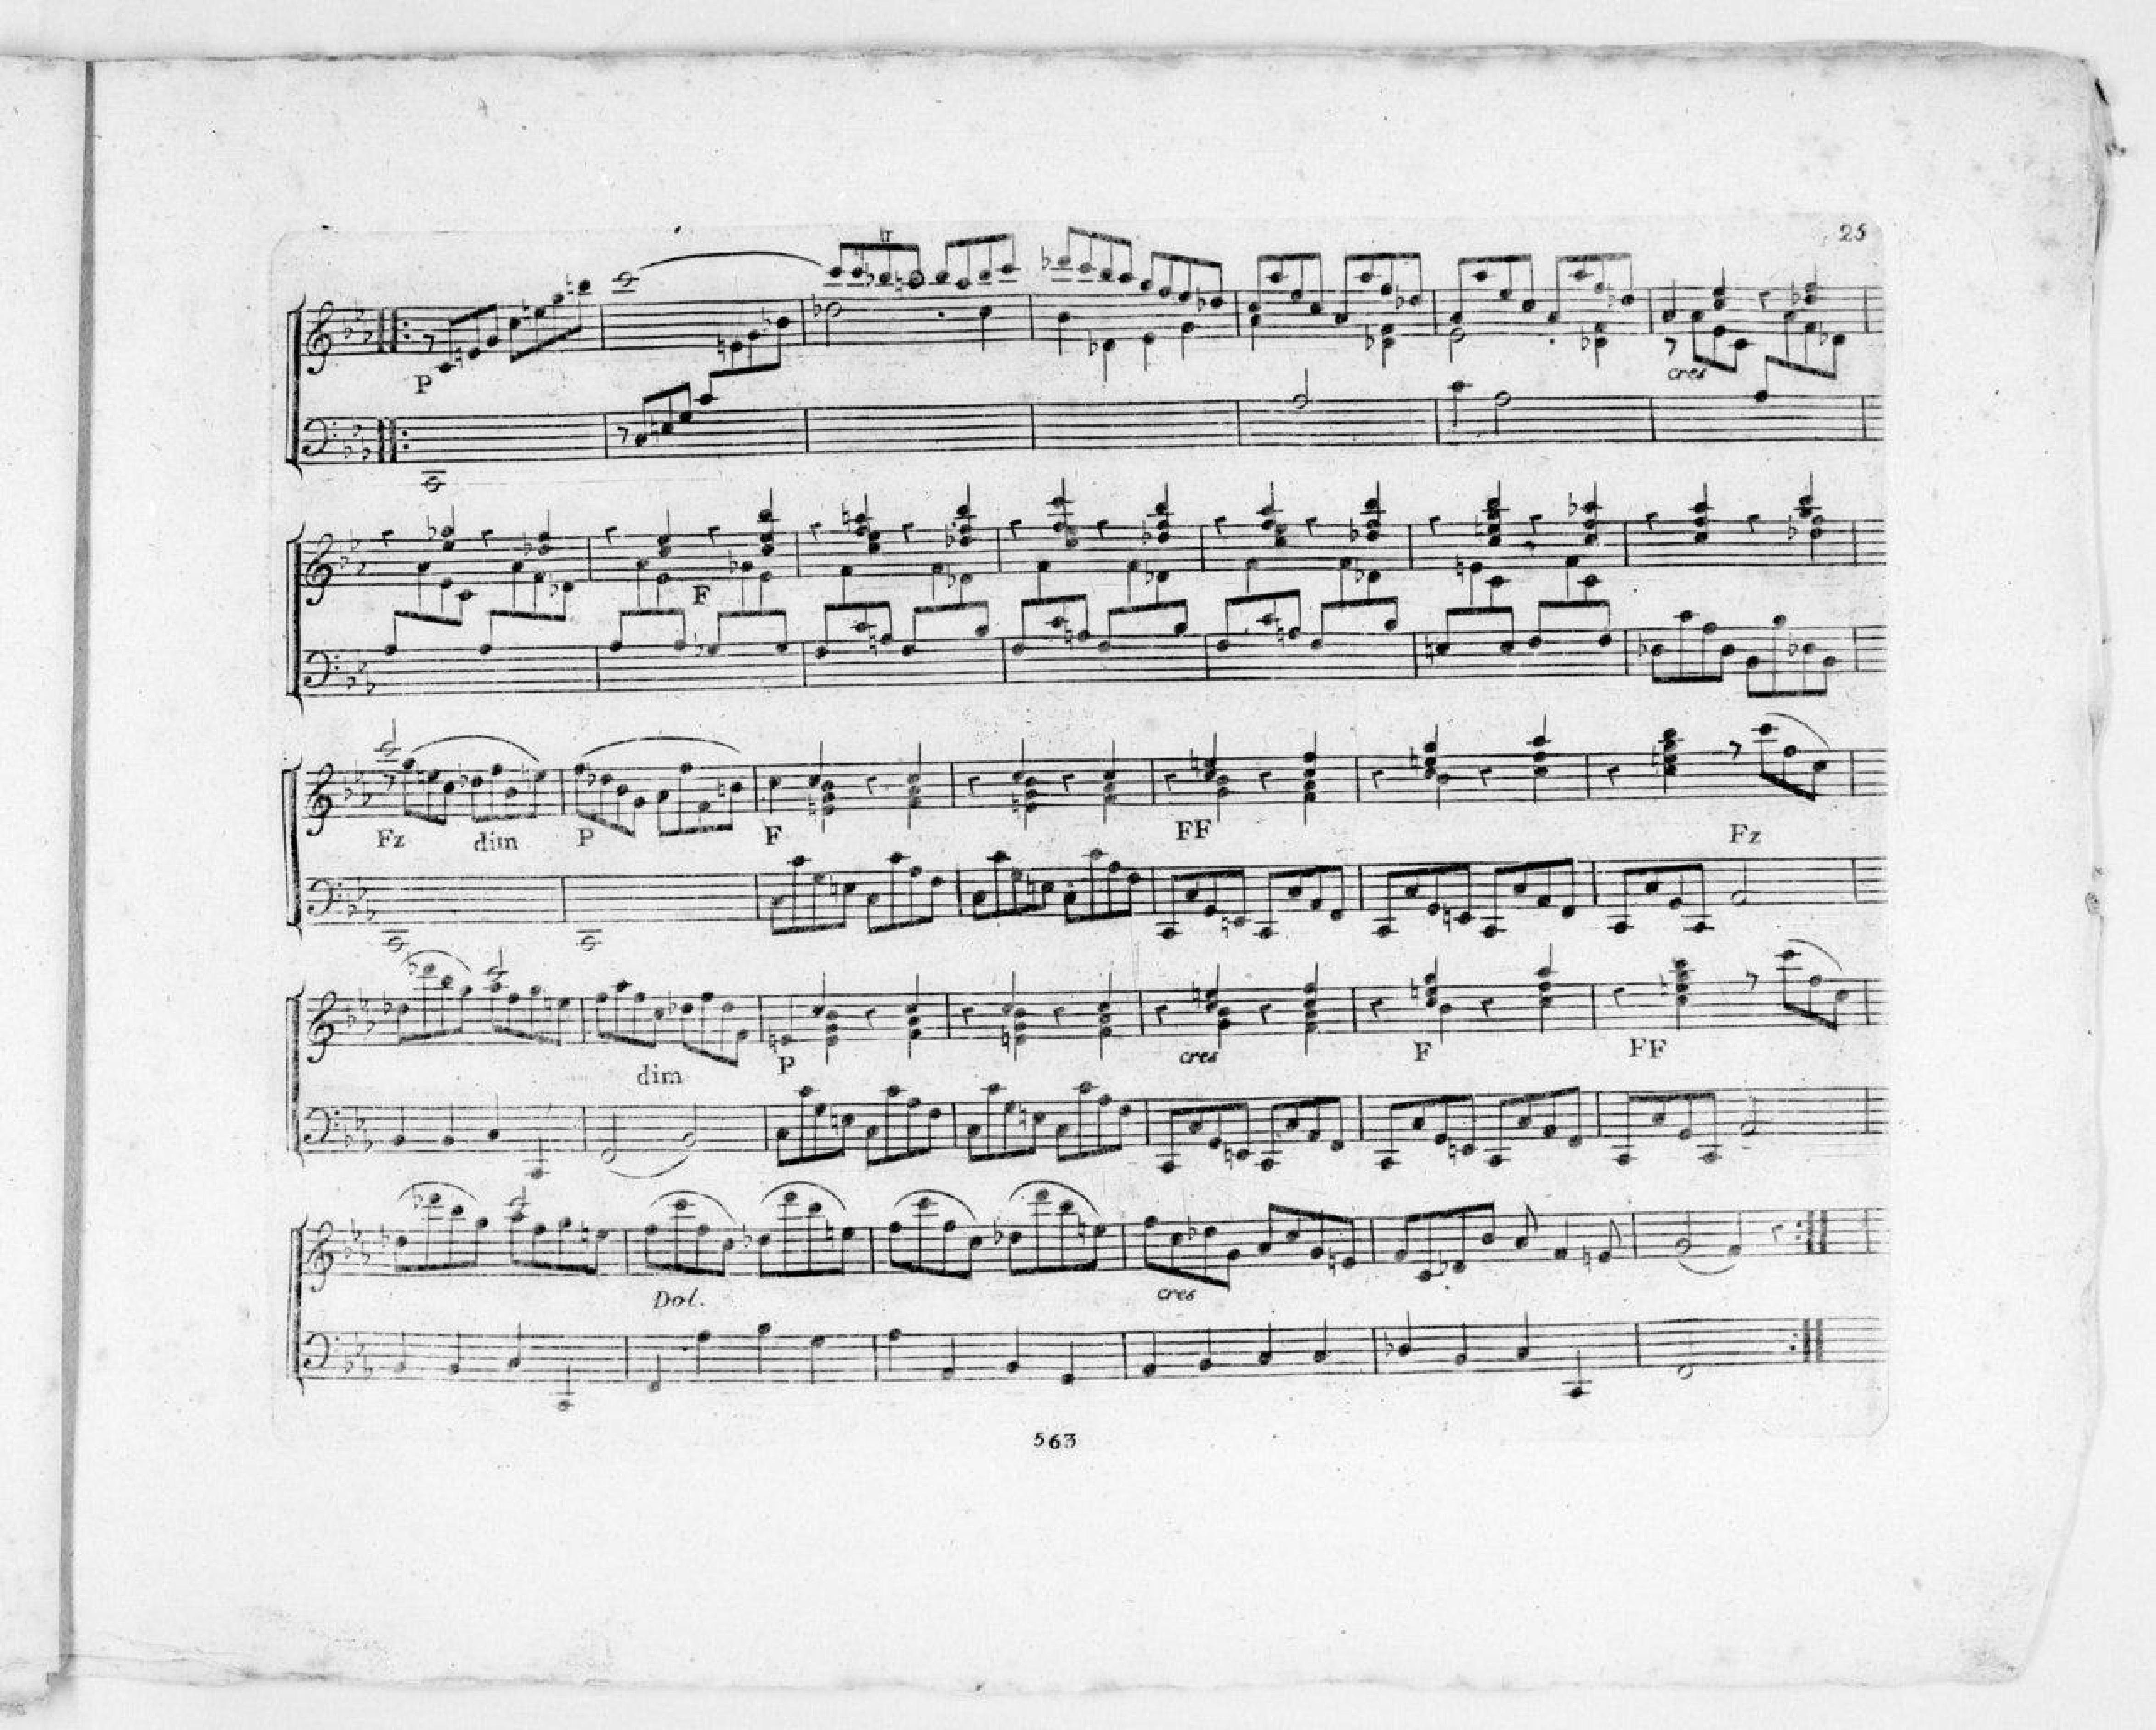 25
tr
P
cres
F
Fz dim P F FF Fz
dim P cres F FF
Dol. cres
563